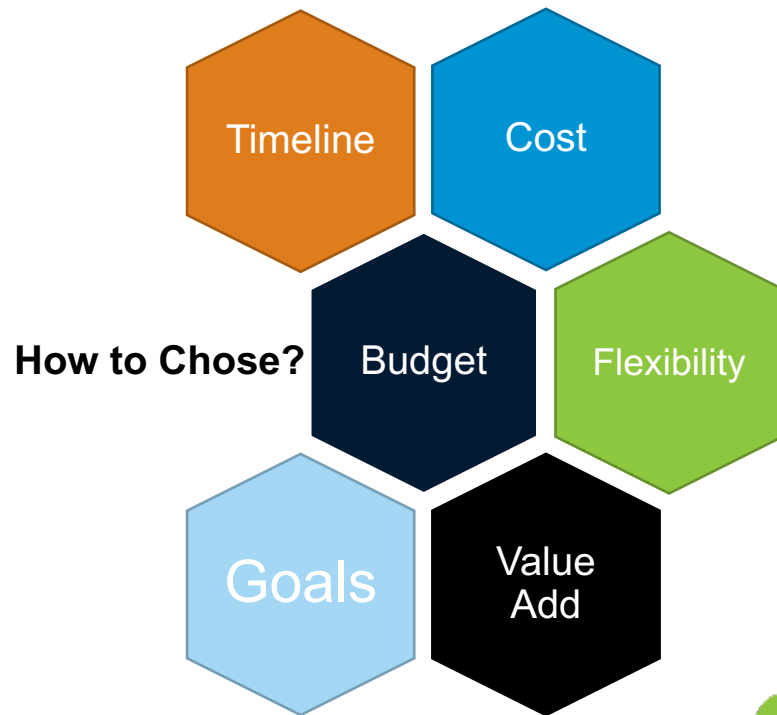 Timeline
Cost
How to Chose?
Budget
Flexibility
Goals
Value
Add